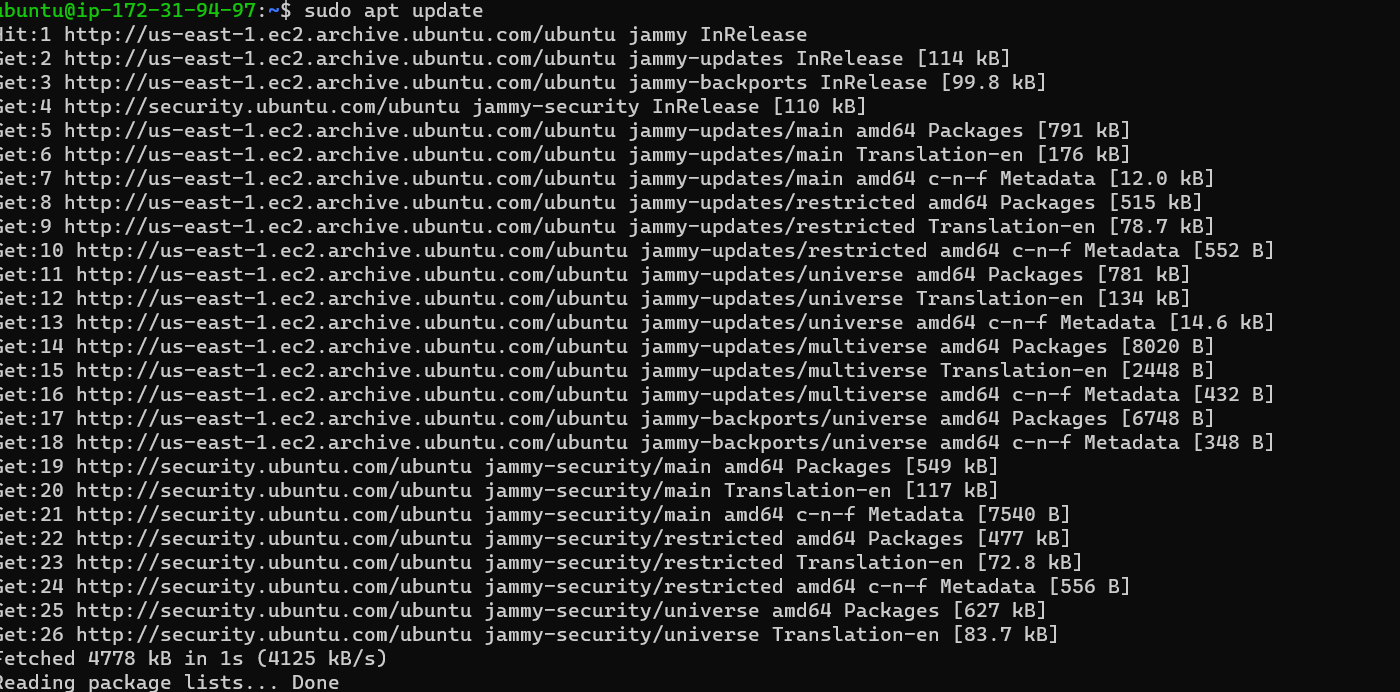 ubuntu@ip-172-31-94-97:~$ sudo apt update
Hit:1 http://us-east-1.ec2.archive.ubuntu.com/ubuntu jammy InRelease
Get:2 http://us-east-1.ec2.archive.ubuntu.com/ubuntu jammy-updates InRelease [114 kB]
Get:3 http://us-east-1.ec2.archive.ubuntu.com/ubuntu jammy-backports InRelease [99.8 kB]
Get:4 http://security.ubuntu.com/ubuntu jammy-security InRelease [110 kB]
Get:5 http://us-east-1.ec2.archive.ubuntu.com/ubuntu jammy-updates/main amd64 Packages [791 kB]
Get:6 http://us-east-1.ec2.archive.ubuntu.com/ubuntu jammy-updates/main Translation-en [176 kB]
Get:7 http://us-east-1.ec2.archive.ubuntu.com/ubuntu jammy-updates/main amd64 c-n-f Metadata [12.0 kB]
Get:8 http://us-east-1.ec2.archive.ubuntu.com/ubuntu jammy-updates/restricted amd64 Packages [515 kB]
Get:9 http://us-east-1.ec2.archive.ubuntu.com/ubuntu jammy-updates/restricted Translation-en [78.7 kB]
Get:10 http://us-east-1.ec2.archive.ubuntu.com/ubuntu jammy-updates/restricted amd64 c-n-f Metadata [552 B]
Get:11 http://us-east-1.ec2.archive.ubuntu.com/ubuntu jammy-updates/universe amd64 Packages [781 kB]
Get:12 http://us-east-1.ec2.archive.ubuntu.com/ubuntu jammy-updates/universe Translation-en [134 kB]
Get:13 http://us-east-1.ec2.archive.ubuntu.com/ubuntu jammy-updates/universe amd64 c-n-f Metadata [14.6 kB]
Get:14 http://us-east-1.ec2.archive.ubuntu.com/ubuntu jammy-updates/multiverse amd64 Packages [8020 B]
Get:15 http://us-east-1.ec2.archive.ubuntu.com/ubuntu jammy-updates/multiverse Translation-en [2448 B]
Get:16 http://us-east-1.ec2.archive.ubuntu.com/ubuntu jammy-updates/multiverse amd64 c-n-f Metadata [432 B]
Get:17 http://us-east-1.ec2.archive.ubuntu.com/ubuntu jammy-backports/universe amd64 Packages [6748 B]
Get:18 http://us-east-1.ec2.archive.ubuntu.com/ubuntu jammy-backports/universe amd64 c-n-f Metadata [348 B]
Get:19 http://security.ubuntu.com/ubuntu jammy-security/main amd64 Packages [549 kB]
Get:20 http://security.ubuntu.com/ubuntu jammy-security/main Translation-en [117 kB]
Get:21 http://security.ubuntu.com/ubuntu jammy-security/main amd64 c-n-f Metadata [7540 B]
Get:22 http://security.ubuntu.com/ubuntu jammy-security/restricted amd64 Packages [477 kB]
Get:23 http://security.ubuntu.com/ubuntu jammy-security/restricted Translation-en [72.8 kB]
Get:24 http://security.ubuntu.com/ubuntu jammy-security/restricted amd64 c-n-f Metadata [556 B]
Get:25 http://security.ubuntu.com/ubuntu jammy-security/universe amd64 Packages [627 kB]
Get:26 http://security.ubuntu.com/ubuntu jammy-security/universe Translation-en [83.7 kB]
Fetched 4778 kB in 1s (4125 kB/s)
Reading package lists... Done